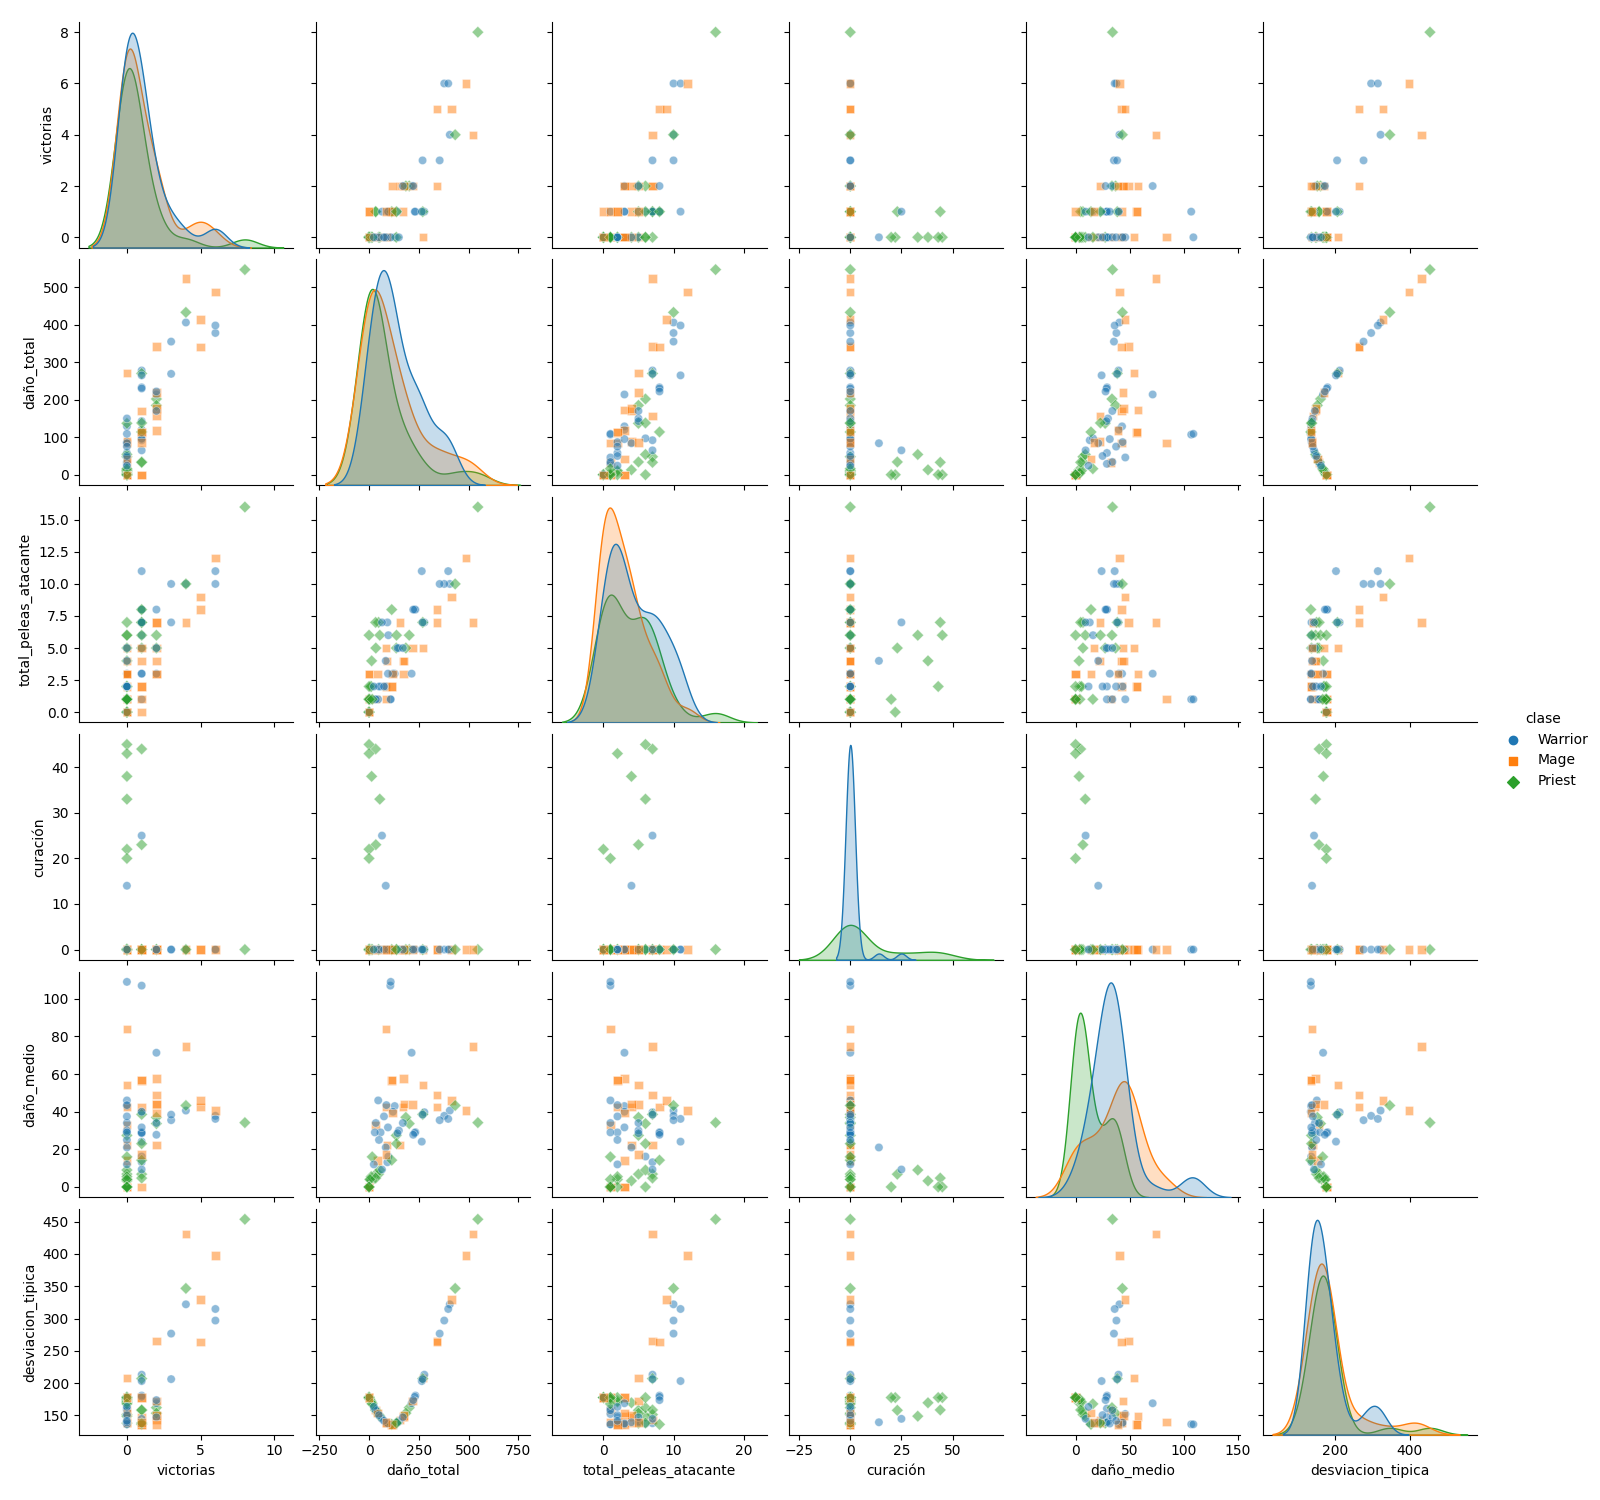 victorias
8
6
4
2
0
daño_total
500
400
300
200
100
0
total_peleas_atacante
15.0
12.5
10.0
7.5
5.0
2.5
0.0
clase
Warrior
Mage
Priest
curación
40
30
20
10
0
daño_medio
100
80
60
40
20
0
desviacion_tipica
450
400
350
300
250
200
150
0 5 10
−250 0 250 500 750
0 10 20
−25 0 25 50
0 50 100 150
200 400
victorias
daño_total
total_peleas_atacante
curación
daño_medio
desviacion_tipica